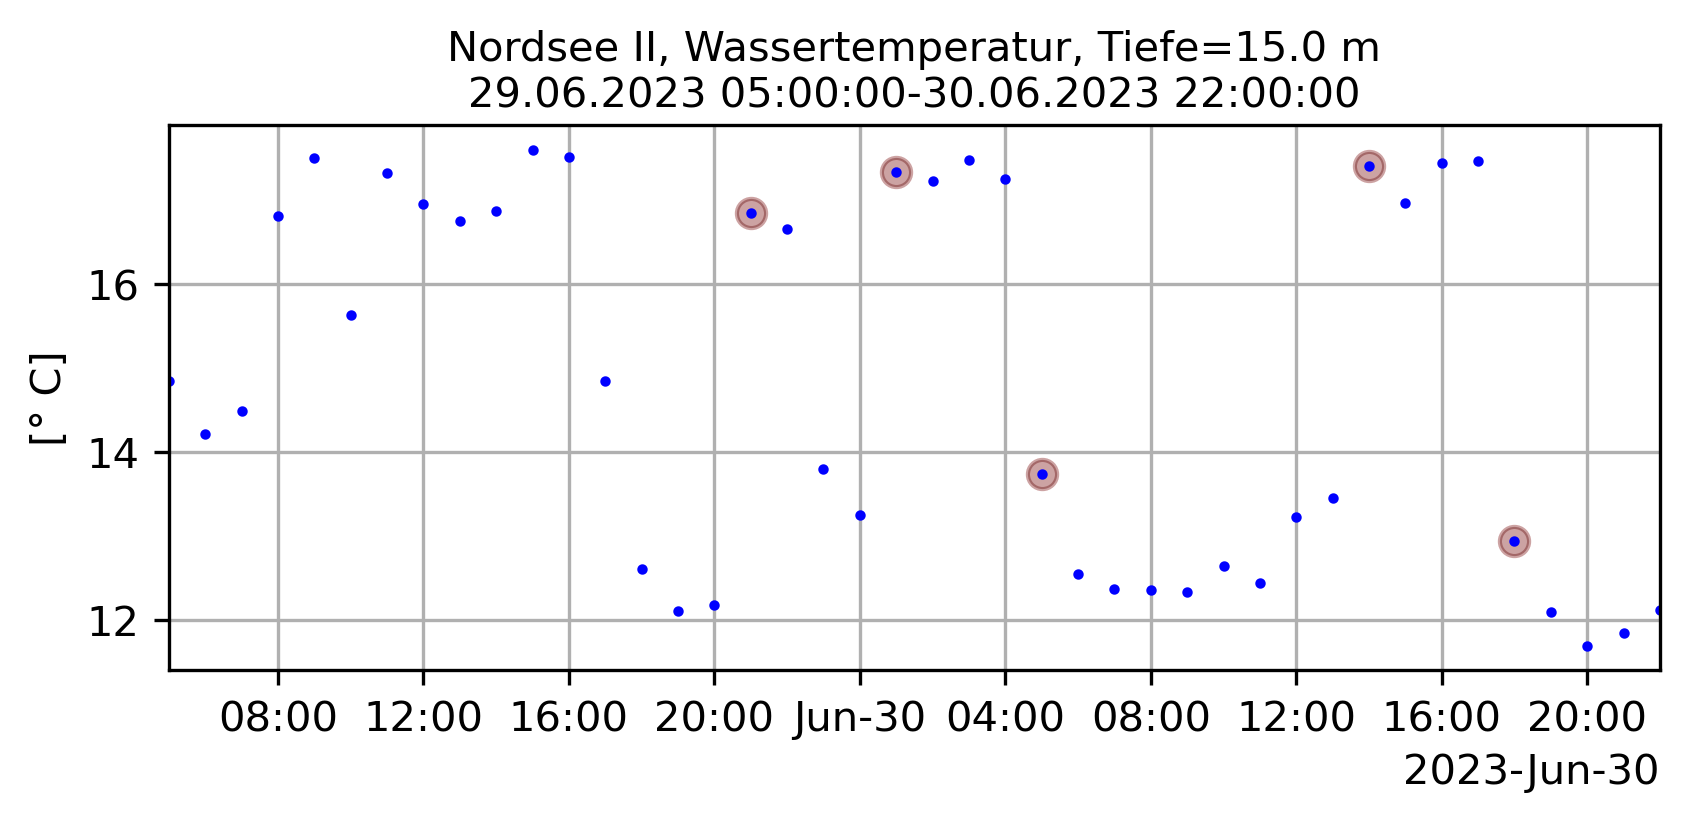 Nordsee II, Wassertemperatur, Tiefe=15.0 m
29.06.2023 05:00:00-30.06.2023 22:00:00
[° C]
16
14
12
08:00 12:00 16:00 20:00 Jun-30 04:00 08:00 12:00 16:00 20:00
2023-Jun-30